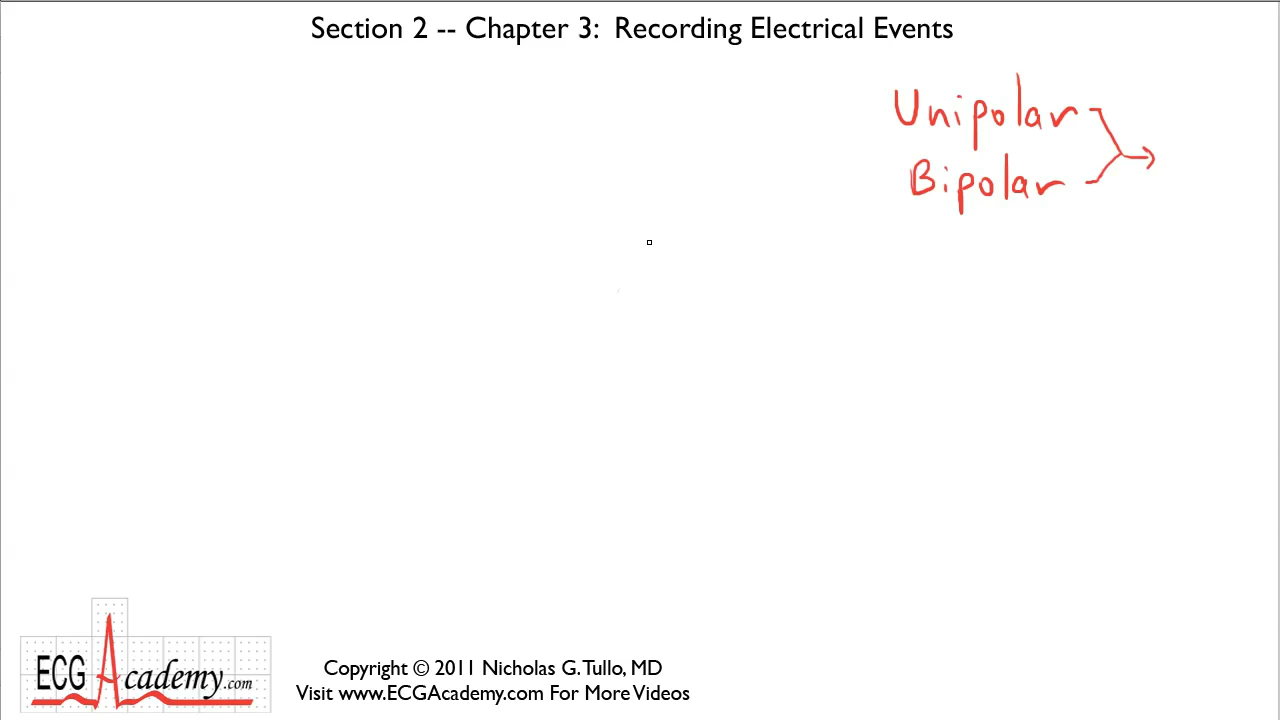 Section 2 -- Chapter 3: Recording Electrical Events
Unipolar
Bipolar
ECG Academy.com
Copyright © 2011 Nicholas G. Tullo, MD
Visit www.ECGAcademy.com For More Videos